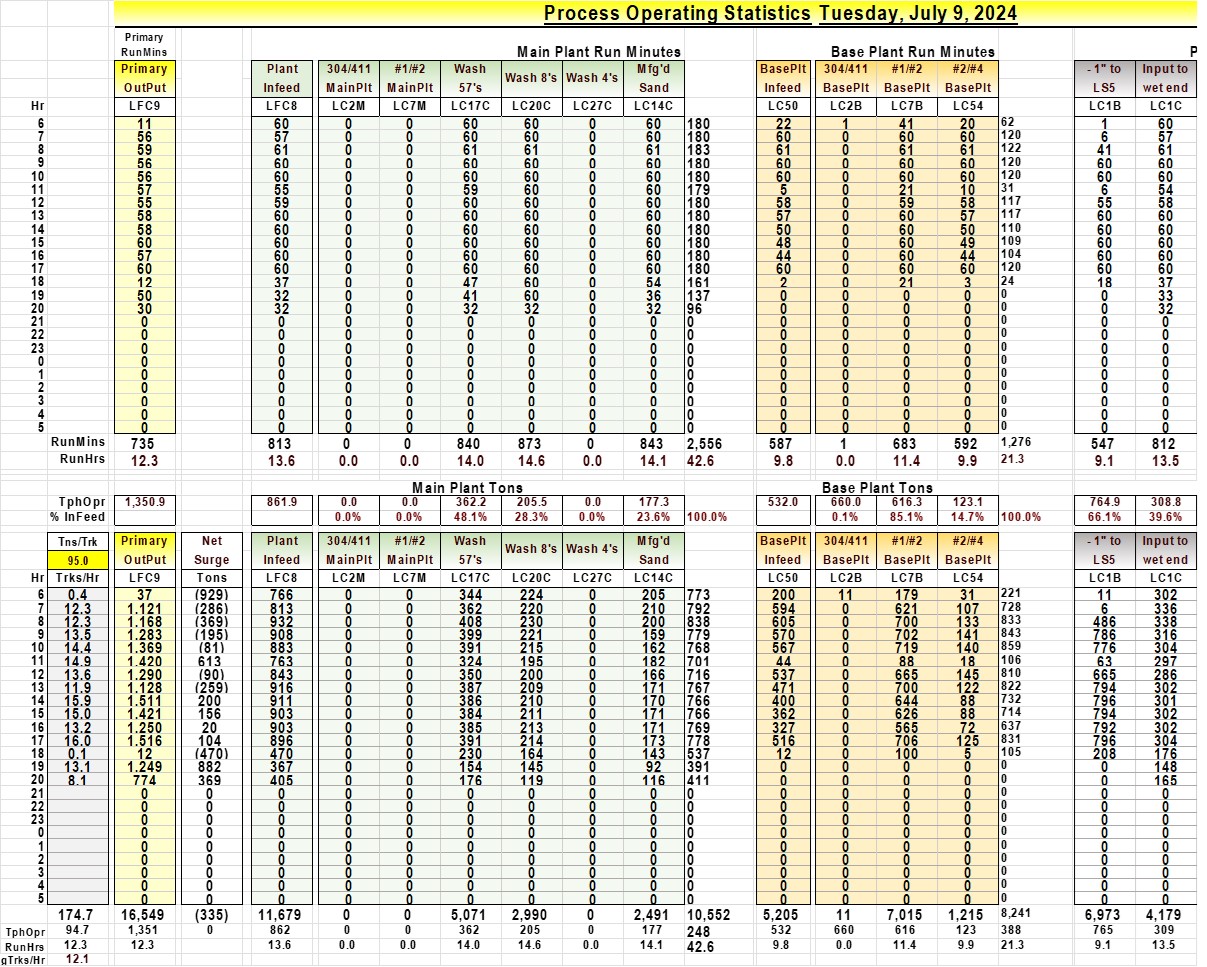 Process Operating Statistics Tuesday, July 9, 2024
Primary
RunMins Main Plant Run Minutes Base Plant Run Minutes P
Primary Plant 304/411 #1/#2 Wash Wash 8's Wash 4's Mfg'd BasePlt 304/411 #1/#2 #2/#4 - 1" to Input to
OutPut Infeed MainPlt MainPlt 57's Sand Infeed BasePlt BasePlt BasePlt LS5 wet end
Hr LFC9 LFC8 LC2M LC7M LC17C LC20C LC27C LC14C LC50 LC2B LC7B LC54 LC1B LC1C
6 11 60 0 0 60 60 0 60 180 22 1 41 20 62 1 60
7 56 57 0 0 60 60 0 60 180 60 0 60 60 120 6 57
8 59 61 0 0 61 61 0 61 183 61 0 61 61 122 41 61
9 56 60 0 0 60 60 0 60 180 60 0 60 60 120 60 60
10 56 60 0 0 60 60 0 60 180 60 0 60 60 120 60 60
11 57 55 0 0 59 60 0 60 179 5 0 21 10 31 6 54
12 55 59 0 0 60 60 0 60 180 58 0 59 58 117 55 58
13 58 60 0 0 60 60 0 60 180 57 0 60 57 117 60 60
14 58 60 0 0 60 60 0 60 180 50 0 60 50 110 60 60
15 60 60 0 0 60 60 0 60 180 48 0 60 49 109 60 60
16 57 60 0 0 60 60 0 60 180 44 0 60 44 104 60 60
17 60 60 0 0 60 60 0 60 180 60 0 60 60 120 60 60
18 12 37 0 0 47 60 0 54 161 2 0 21 3 24 18 37
19 50 32 0 0 41 60 0 36 137 0 0 0 0 0 0 33
20 30 32 0 0 32 32 0 32 96 0 0 0 0 0 0 32
21 0 0 0 0 0 0 0 0 0 0 0 0 0 0 0 0
22 0 0 0 0 0 0 0 0 0 0 0 0 0 0 0 0
23 0 0 0 0 0 0 0 0 0 0 0 0 0 0 0 0
0 0 0 0 0 0 0 0 0 0 0 0 0 0 0 0 0
1 0 0 0 0 0 0 0 0 0 0 0 0 0 0 0 0
2 0 0 0 0 0 0 0 0 0 0 0 0 0 0 0 0
3 0 0 0 0 0 0 0 0 0 0 0 0 0 0 0 0
4 0 0 0 0 0 0 0 0 0 0 0 0 0 0 0 0
5 0 0 0 0 0 0 0 0 0 0 0 0 0 0 0 0
RunMins 735 813 0 0 840 873 0 843 2,556 587 1 683 592 1,276 547 812
RunHrs 12.3 13.6 0.0 0.0 14.0 14.6 0.0 14.1 42.6 9.8 0.0 11.4 9.9 21.3 9.1 13.5
Main Plant Tons Base Plant Tons
TphOpr 1,350.9 861.9 0.0 0.0 362.2 205.5 0.0 177.3 532.0 660.0 616.3 123.1 764.9 308.8
% InFeed 0.0% 0.0% 48.1% 28.3% 0.0% 23.6% 100.0% 0.1% 85.1% 14.7% 100.0% 66.1% 39.6%
Tns/Trk Primary Net Plant 304/411 #1/#2 Wash Wash 8's Wash 4's Mfg'd BasePlt 304/411 #1/#2 #2/#4 - 1" to Input to
95.0 OutPut Surge Infeed MainPlt MainPlt 57's Sand Infeed BasePlt BasePlt BasePlt LS5 wet end
Hr Trks/Hr LFC9 Tons LFC8 LC2M LC7M LC17C LC20C LC27C LC14C LC50 LC2B LC7B LC54 LC1B LC1C
6 0.4 37 (929) 766 0 0 344 224 0 205 773 200 11 179 31 221 11 302
7 12.3 1.121 (286) 813 0 0 362 220 0 210 792 594 0 621 107 728 6 336
8 12.3 1.168 (369) 932 0 0 408 230 0 200 838 605 0 700 133 833 486 338
9 13.5 1.283 (195) 908 0 0 399 221 0 159 779 570 0 702 141 843 786 316
10 14.4 1.369 (81) 883 0 0 391 215 0 162 768 567 0 719 140 859 776 304
11 14.9 1.420 613 763 0 0 324 195 0 182 701 44 0 88 18 106 63 297
12 13.6 1.290 (90) 843 0 0 350 200 0 166 716 537 0 665 145 810 665 286
13 11.9 1.128 (259) 916 0 0 387 209 0 171 767 471 0 700 122 822 794 302
14 15.9 1.511 200 911 0 0 386 210 0 170 766 400 0 644 88 732 796 301
15 15.0 1.421 156 903 0 0 384 211 0 171 766 362 0 626 88 714 794 302
16 13.2 1.250 20 903 0 0 385 213 0 171 769 327 0 565 72 637 792 302
17 16.0 1.516 104 896 0 0 391 214 0 173 778 516 0 706 125 831 796 304
18 0.1 12 (470) 470 0 0 230 164 0 143 537 12 0 100 5 105 208 176
19 13.1 1.249 882 367 0 0 154 145 0 92 391 0 0 0 0 0 0 148
20 8.1 774 369 405 0 0 176 119 0 116 411 0 0 0 0 0 0 165
21 0 0 0 0 0 0 0 0 0 0 0 0 0 0 0 0 0
22 0 0 0 0 0 0 0 0 0 0 0 0 0 0 0 0 0
23 0 0 0 0 0 0 0 0 0 0 0 0 0 0 0 0 0
0 0 0 0 0 0 0 0 0 0 0 0 0 0 0 0 0 0
1 0 0 0 0 0 0 0 0 0 0 0 0 0 0 0 0 0
2 0 0 0 0 0 0 0 0 0 0 0 0 0 0 0 0 0
3 0 0 0 0 0 0 0 0 0 0 0 0 0 0 0 0 0
4 0 0 0 0 0 0 0 0 0 0 0 0 0 0 0 0 0
5 0 0 0 0 0 0 0 0 0 0 0 0 0 0 0 0 0
174.7 16,549 (335) 11,679 0 0 5,071 2,990 0 2,491 10,552 5,205 11 7,015 1,215 8,241 6,973 4,179
TphOpr 94.7 1,351 0 862 0 0 362 205 0 177 248 532 660 616 123 388 765 309
RunHrs 12.3 12.3 13.6 0.0 0.0 14.0 14.6 0.0 14.1 42.6 9.8 0.0 11.4 9.9 21.3 9.1 13.5
gTrks/Hr 12.1